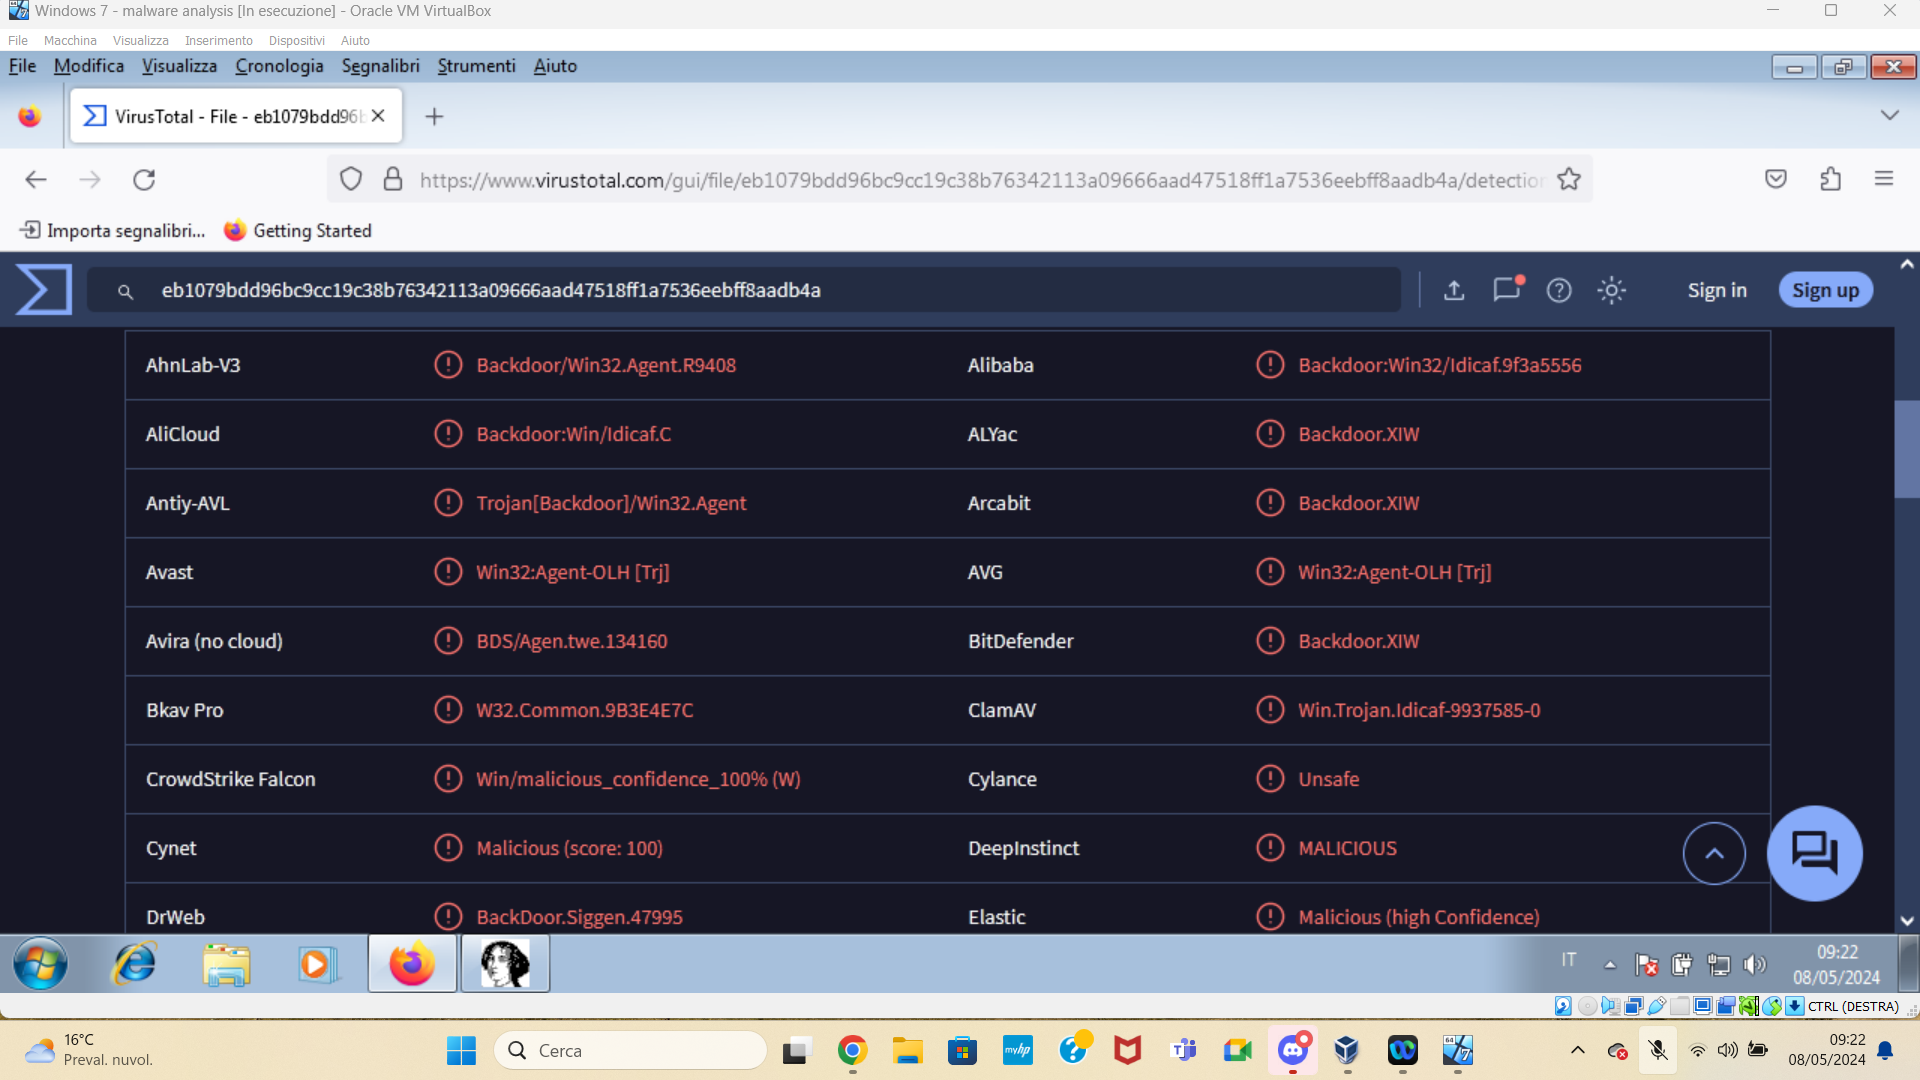 Windows 7 - malware analysis [In esecuzione] - Oracle VM VirtualBox
File Macchina Visualizza Inserimento Dispositivi Aiuto
File Modifica Visualizza Cronologia Segnalibri Strumenti Aiuto
VirusTotal - File - eb1079bdd96b
https://www.virustotal.com/gui/file/eb1079bdd96bc9cc19c38b76342113a09666aad47518ff1a7536eebff8aadb4a/detection
Importa segnalibri... Getting Started
eb1079bdd96bc9cc19c38b76342113a09666aad47518ff1a7536eebff8aadb4a Sign in Sign up
AhnLab-V3 Backdoor/Win32.Agent.R9408 Alibaba Backdoor:Win32/Idicaf.9f3a5556
AliCloud Backdoor:Win/Idicaf.C ALYac Backdoor.XIW
Antiy-AVL Trojan[Backdoor]/Win32.Agent Arcabit Backdoor.XIW
Avast Win32:Agent-OLH [Trj] AVG Win32:Agent-OLH [Trj]
Avira (no cloud) BDS/Agen.twe.134160 BitDefender Backdoor.XIW
Bkav Pro W32.Common.9B3E4E7C ClamAV Win.Trojan.Idicaf-9937585-0
CrowdStrike Falcon Win/malicious_confidence_100% (W) Cylance Unsafe
Cynet Malicious (score: 100) DeepInstinct MALICIOUS
DrWeb BackDoor.Siggen.47995 Elastic Malicious (high Confidence)
IT 09:22
08/05/2024
CTRL (DESTRA)
16°C
Preval. nuvol.
Cerca
myhp
09:22
08/05/2024